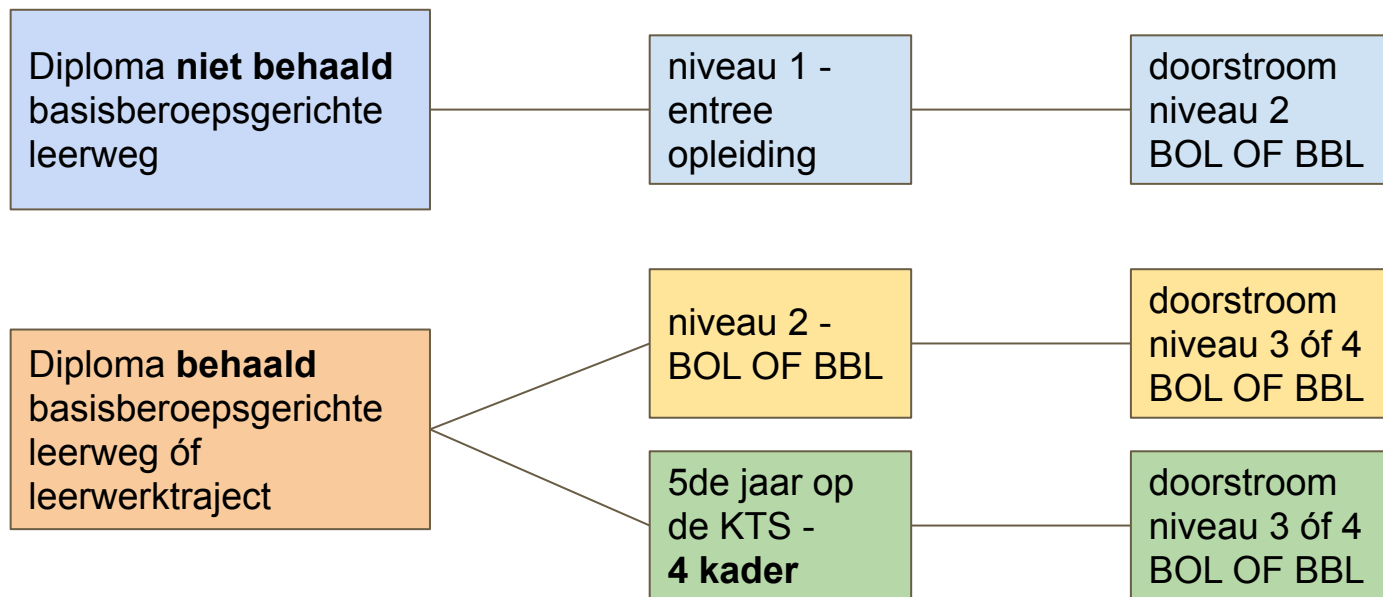 Diploma niet behaald
basisberoepsgerichte
leerweg
niveau 1 -
entree
opleiding
doorstroom
niveau 2
BOL OF BBL
Diploma behaald
basisberoepsgerichte
leerweg óf
leerwerktraject
niveau 2 -
BOL OF BBL
doorstroom
niveau 3 óf 4
BOL OF BBL
5de jaar op
de KTS -
4 kader
doorstroom
niveau 3 óf 4
BOL OF BBL